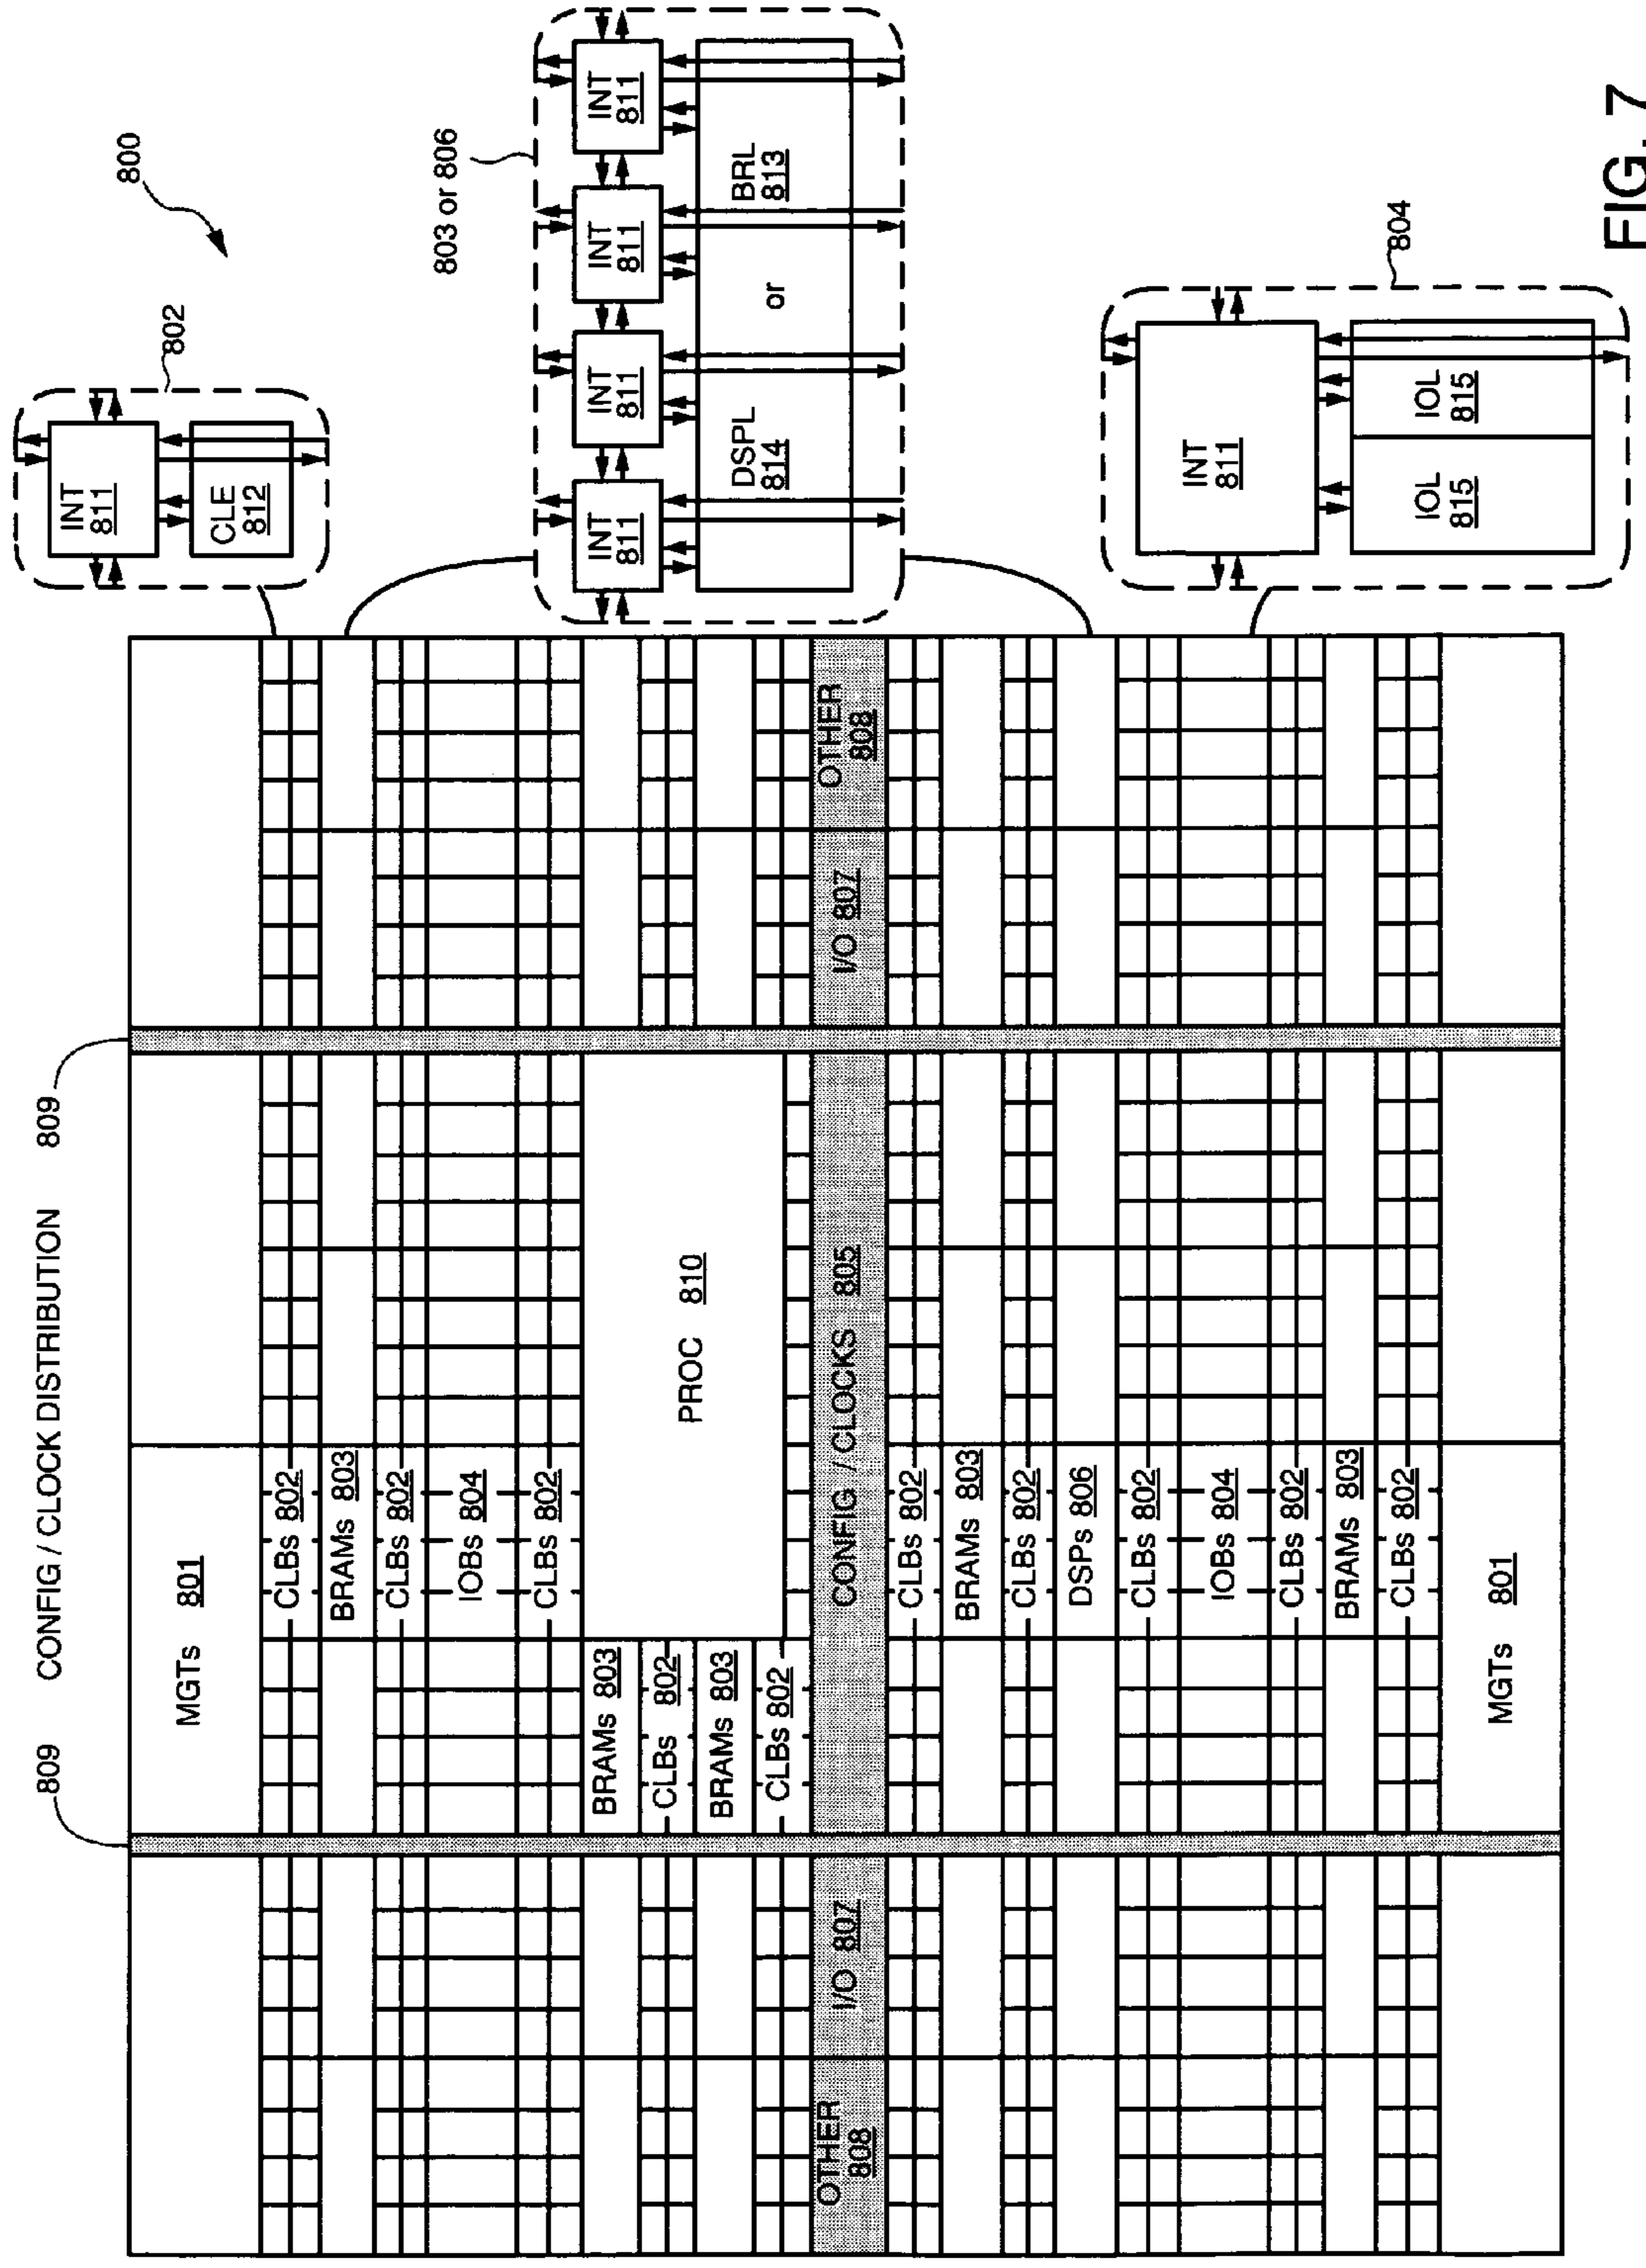 800
CONFIG / CLOCK DISTRIBUTION
809
809
MGTs 801
CLBs 802
BRAMs 803
CLBs 802
IOBs 804
CLBs 802
BRAMs 803
CLBs 802
BRAMs 803
CLBs 802
PROC 810
OTHER
808
I/O 807
CONFIG / CLOCKS 805
I/O 807
OTHER
808
CLBs 802
BRAMs 803
CLBs 802
DSPs 806
CLBs 802
IOBs 804
CLBs 802
BRAMs 803
CLBs 802
MGTs 801
802
INT
811
CLE
812
803 or 806
INT
811
INT
811
INT
811
INT
811
DSPL
814
or
BRL
813
804
INT
811
IOL
815
IOL
815
FIG. 7